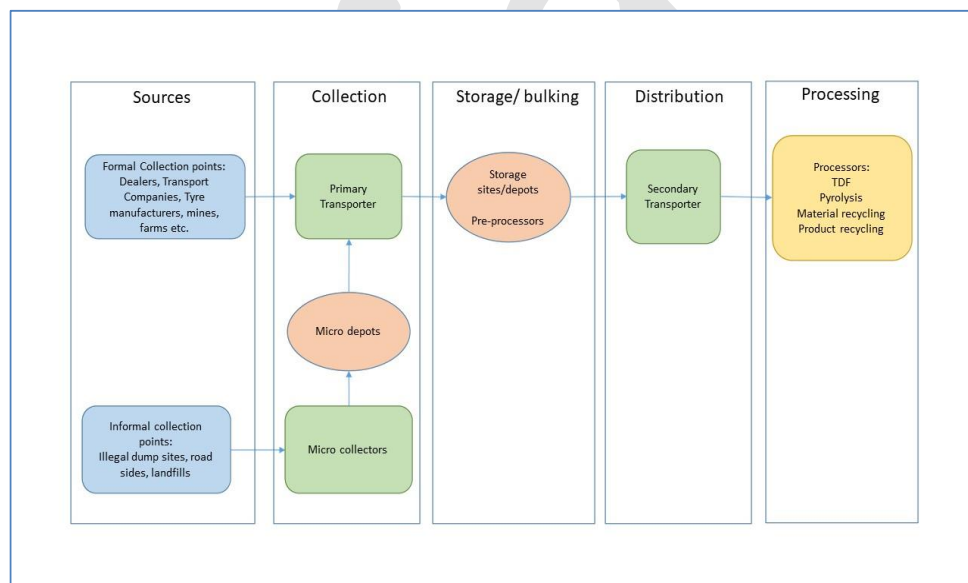 Sources
Collection
Storage/ bulking
Distribution
Processing
Formal Collection points:
Dealers, Transport
Companies, Tyre
manufacturers, mines,
farms etc.
Primary
Transporter
Storage
sites/depots
Pre-processors
Secondary
Transporter
Processors:
TDF
Pyrolysis
Material recycling
Product recycling
Micro depots
Informal collection
points:
Illegal dump sites, road
sides, landfills
Micro collectors